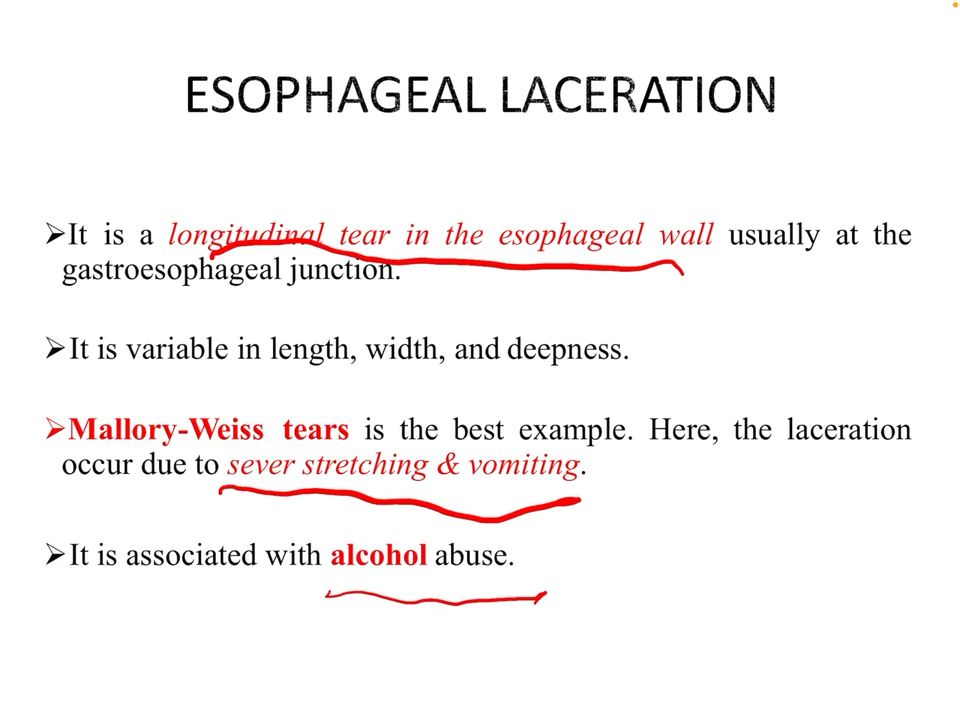 ESOPHAGEAL LACERATION
➢It is a longitudinal tear in the esophageal wall usually at the
gastroesophageal junction.
➢It is variable in length, width, and deepness.
➢Mallory-Weiss tears is the best example. Here, the laceration
occur due to sever stretching & vomiting.
➢It is associated with alcohol abuse.